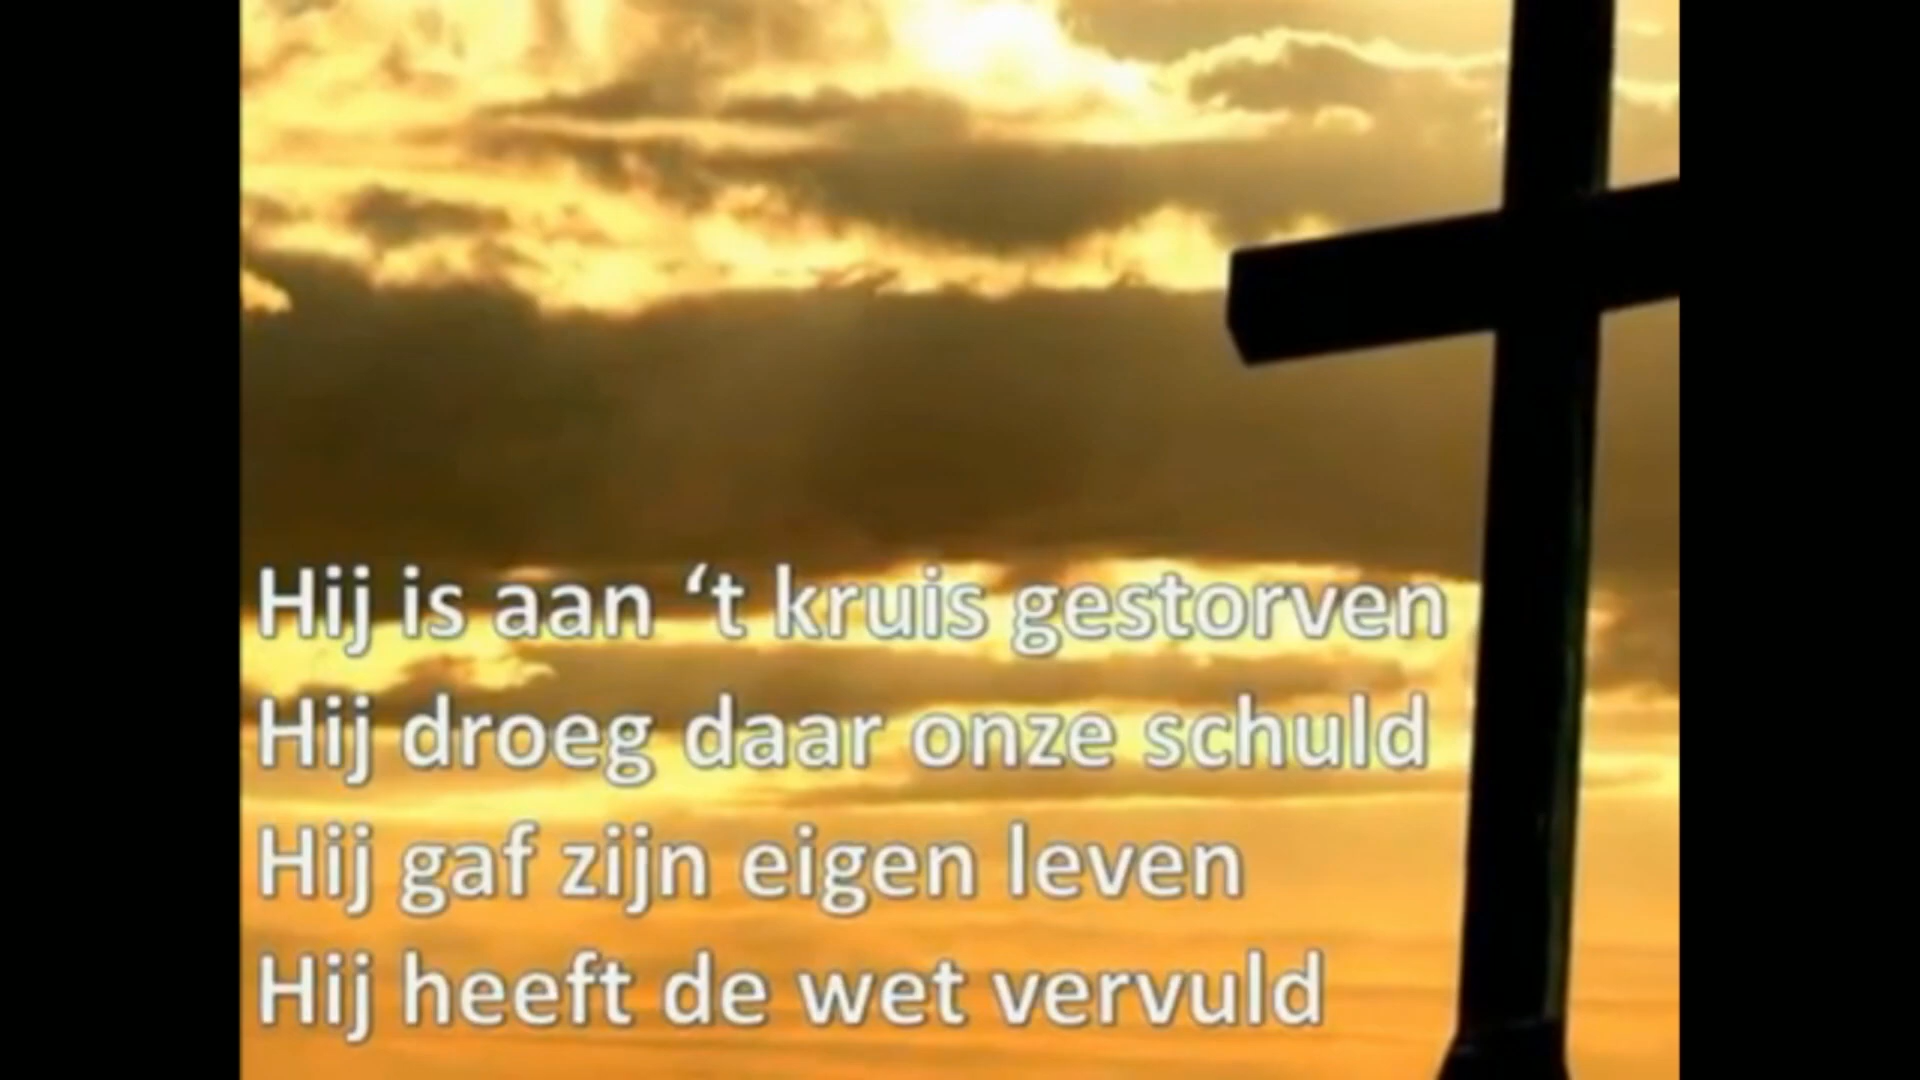 Hij is aan ‘t kruis gestorven
Hij droeg daar onze schuld
Hij gaf zijn eigen leven
Hij heeft de wet vervuld